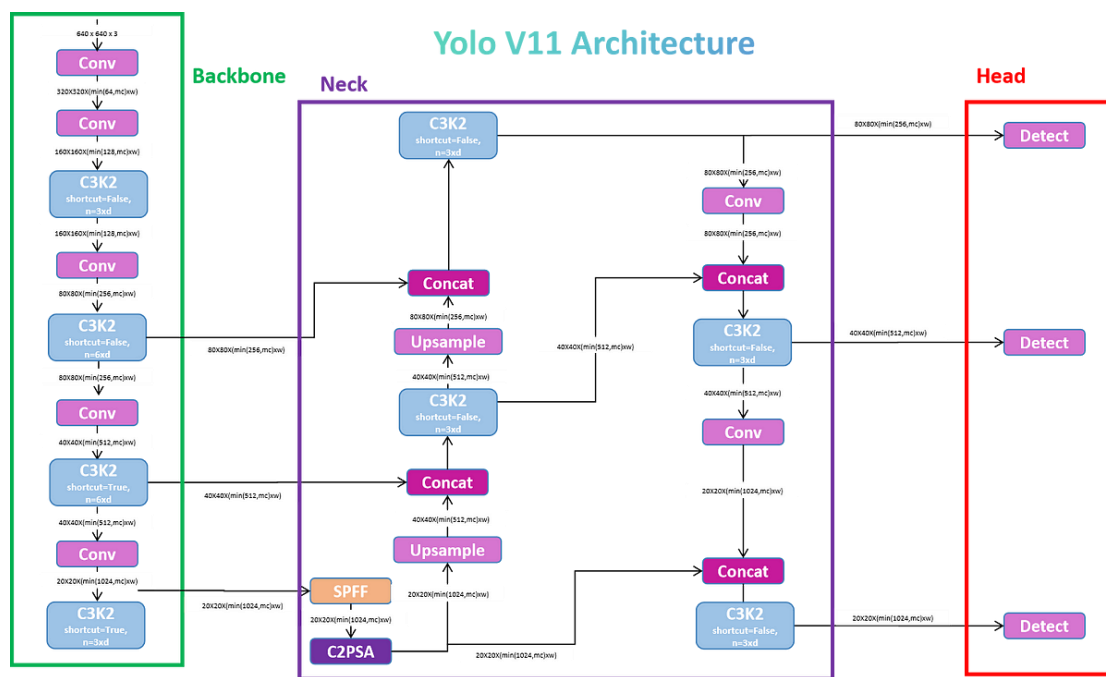 Yolo V11 Architecture
Backbone
640 x 640 x 3
Conv
320X320X(min(64,mc)xw)
Conv
160X160X(min(128,mc)xw)
C3K2
shortcut=False,
n=3xd
160X160X(min(128,mc)xw)
Conv
80X80X(min(256,mc)xw)
C3K2
shortcut=False,
n=6xd
80X80X(min(256,mc)xw)
80X80X(min(256,mc)xw)
Conv
40X40X(min(512,mc)xw)
C3K2
shortcut=True,
n=6xd
40X40X(min(512,mc)xw)
40X40X(min(512,mc)xw)
Conv
20X20X(min(1024,mc)xw)
20X20X(min(1024,mc)xw)
C3K2
shortcut=True,
n=3xd
Neck
C3K2
shortcut=False,
n=3xd
Concat
80X80X(min(256,mc)xw)
Upsample
40X40X(min(512,mc)xw)
C3K2
shortcut=False,
n=3xd
Concat
40X40X(min(512,mc)xw)
Upsample
20X20X(min(1024,mc)xw)
SPFF
20X20X(min(1024,mc)xw)
C2PSA
20X20X(min(1024,mc)xw)
40X40X(min(512,mc)xw)
80X80X(min(256,mc)xw)
Conv
80X80X(min(256,mc)xw)
Concat
C3K2
shortcut=False,
n=3xd
40X40X(min(512,mc)xw)
Conv
20X20X(min(1024,mc)xw)
Concat
C3K2
shortcut=False,
n=3xd
Head
80X80X(min(256,mc)xw)
Detect
40X40X(min(512,mc)xw)
Detect
20X20X(min(1024,mc)xw)
Detect